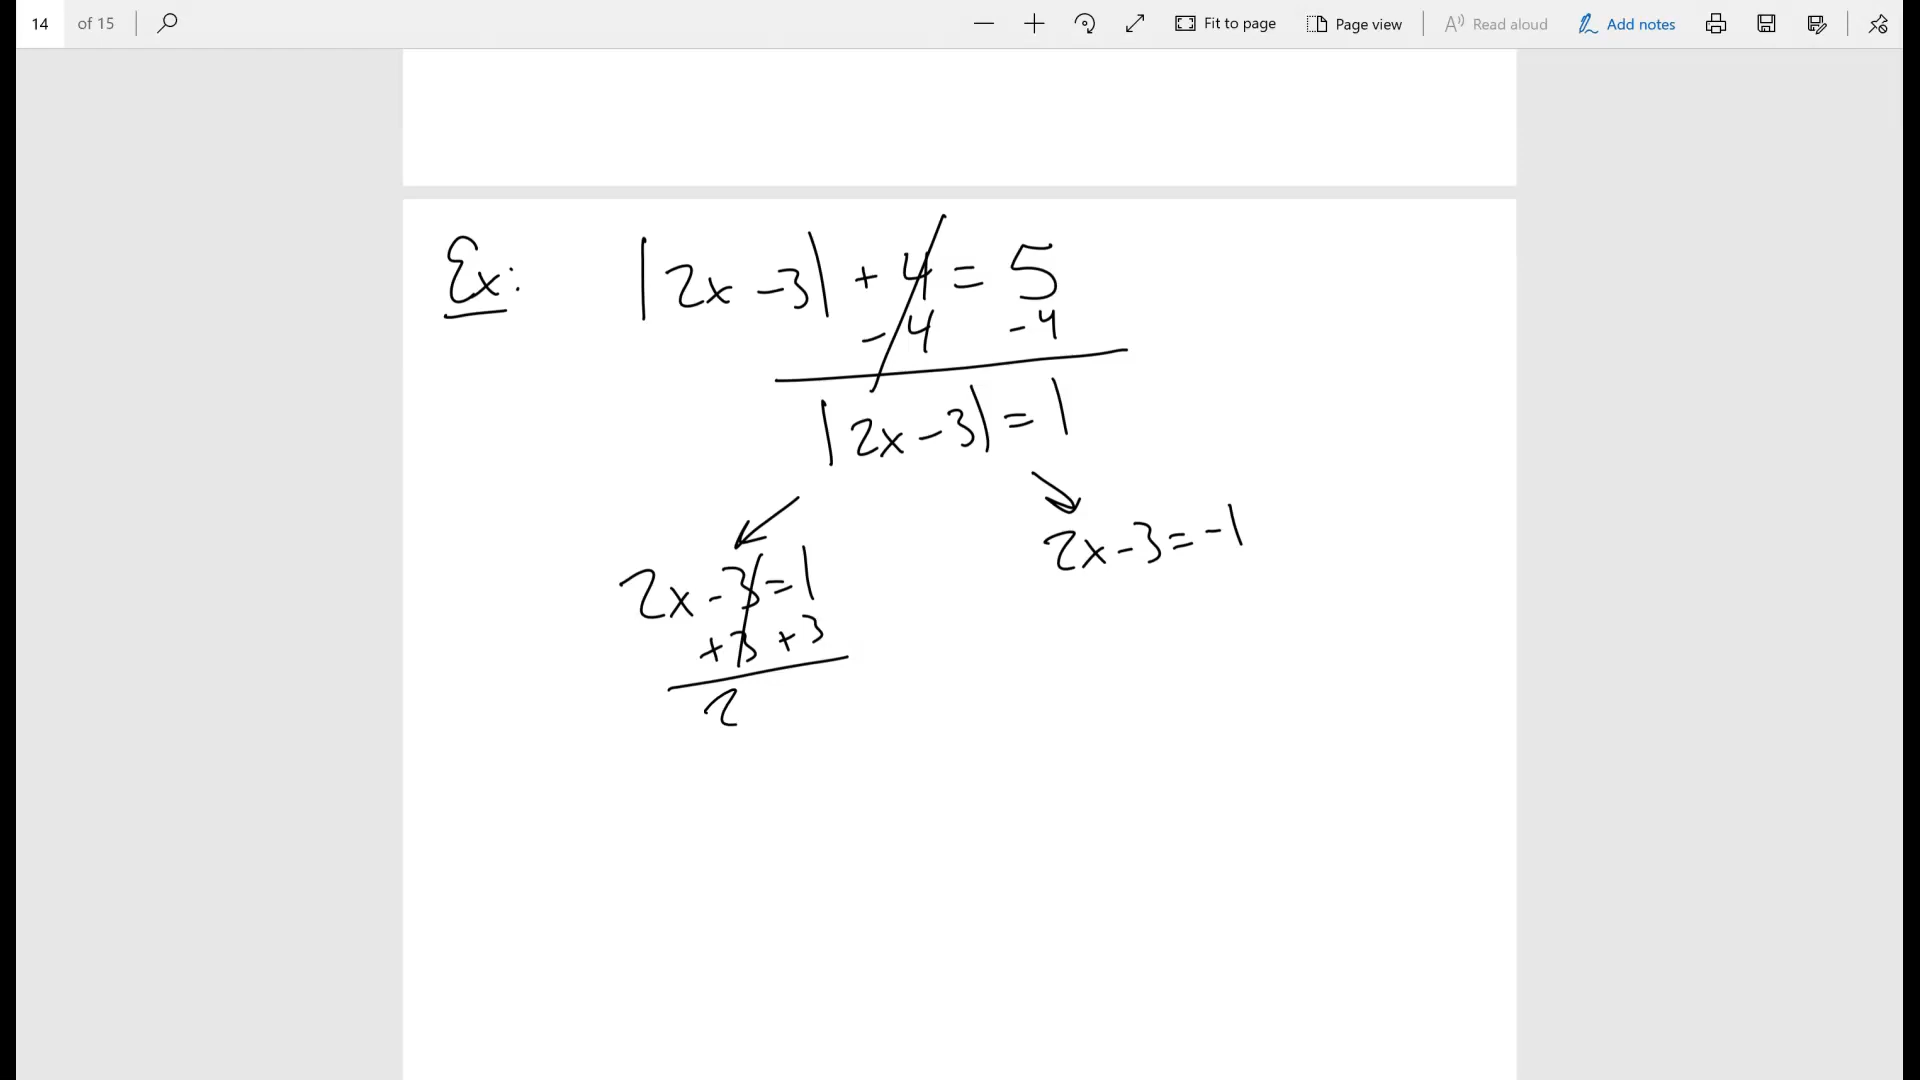 14 of 15 Fit to page Page view Read aloud Add notes
Ex: |2x - 3| + 4 = 5
- 4 - 4
|2x - 3| = 1
2x - 3 = 1 2x - 3 = -1
+ 3 + 3
2